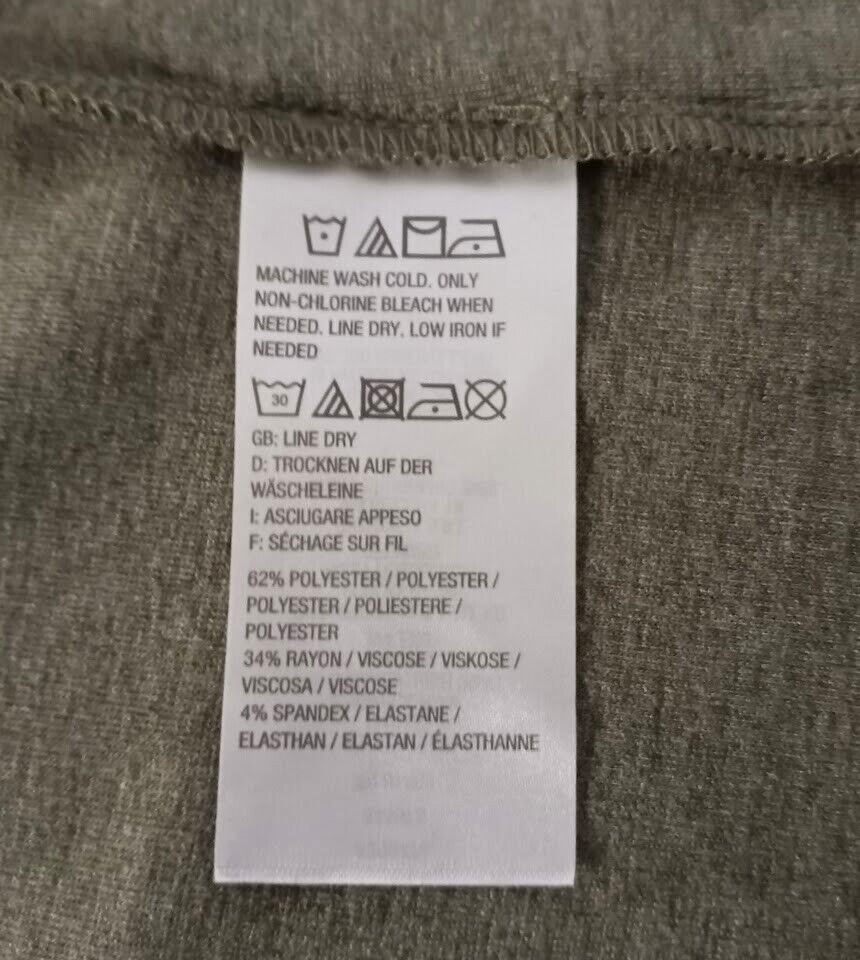 MACHINE WASH COLD. ONLY
NON-CHLORINE BLEACH WHEN
NEEDED. LINE DRY. LOW IRON IF
NEEDED
30
GB: LINE DRY
D: TROCKNEN AUF DER
WÄSCHELEINE
I: ASCIUGARE APPESO
F: SÉCHAGE SUR FIL
62% POLYESTER / POLYESTER /
POLYESTER / POLIESTERE /
POLYESTER
34% RAYON / VISCOSE / VISKOSE /
VISCOSA / VISCOSE
4% SPANDEX / ELASTANE /
ELASTHAN / ELASTAN / ÉLASTHANNE